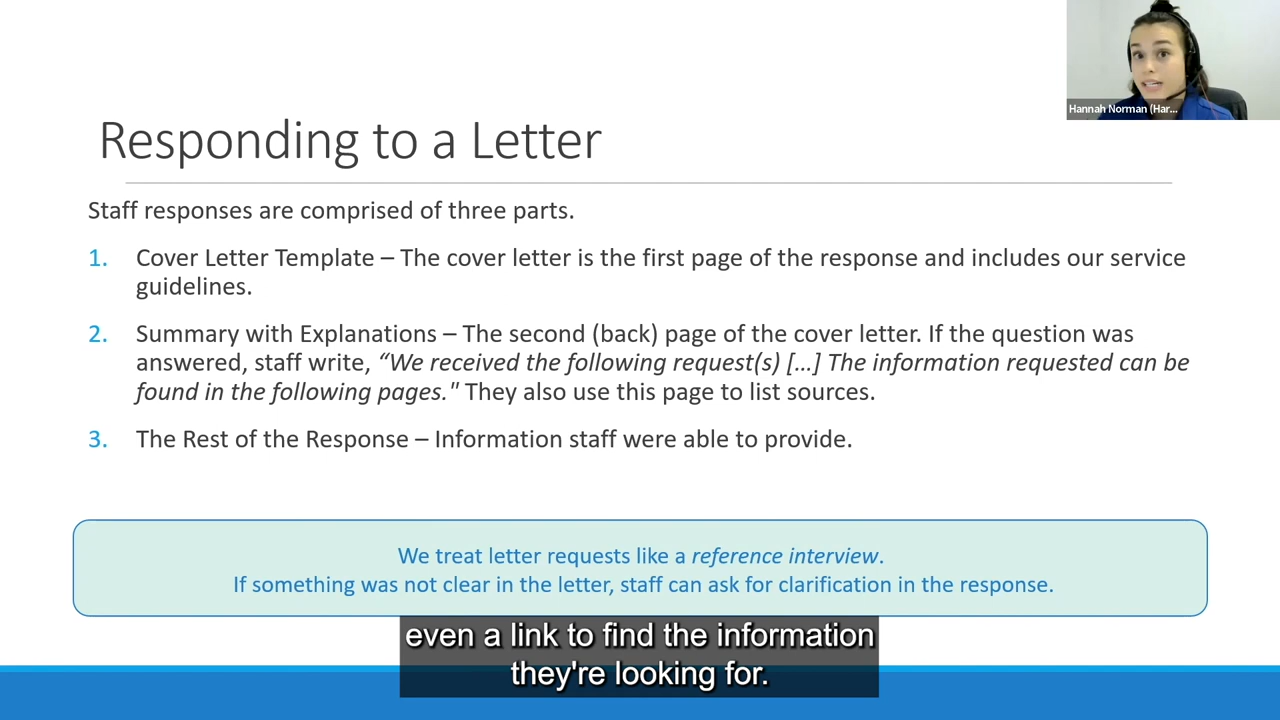 Hannah Norman (Har...
Responding to a Letter
Staff responses are comprised of three parts.
1. Cover Letter Template – The cover letter is the first page of the response and includes our service
guidelines.
2. Summary with Explanations – The second (back) page of the cover letter. If the question was
answered, staff write, “We received the following request(s) […] The information requested can be
found in the following pages." They also use this page to list sources.
3. The Rest of the Response – Information staff were able to provide.
We treat letter requests like a reference interview.
If something was not clear in the letter, staff can ask for clarification in the response.
even a link to find the information
they're looking for.